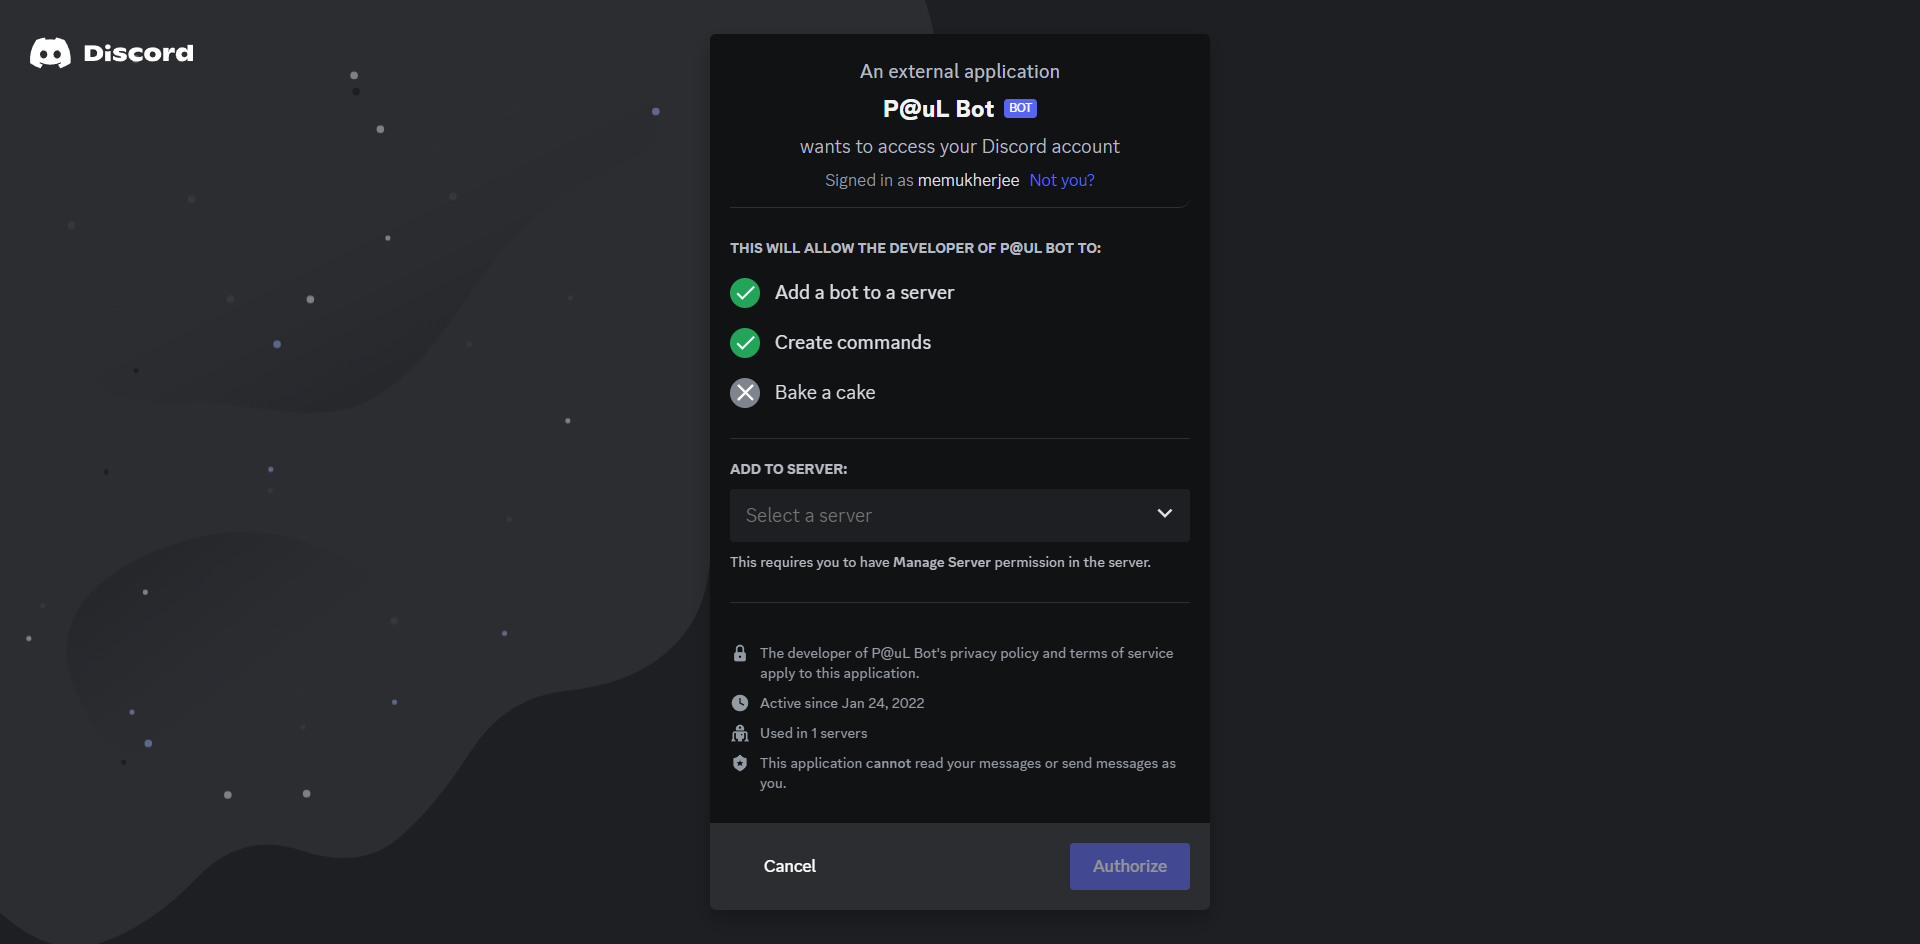 Discord
An external application
P@uL Bot BOT
wants to access your Discord account
Signed in as memukherjee Not you?
THIS WILL ALLOW THE DEVELOPER OF P@UL BOT TO:
Add a bot to a server
Create commands
Bake a cake
ADD TO SERVER:
Select a server
This requires you to have Manage Server permission in the server.
The developer of P@uL Bot's privacy policy and terms of service
apply to this application.
Active since Jan 24, 2022
Used in 1 servers
This application cannot read your messages or send messages as
you.
Cancel
Authorize